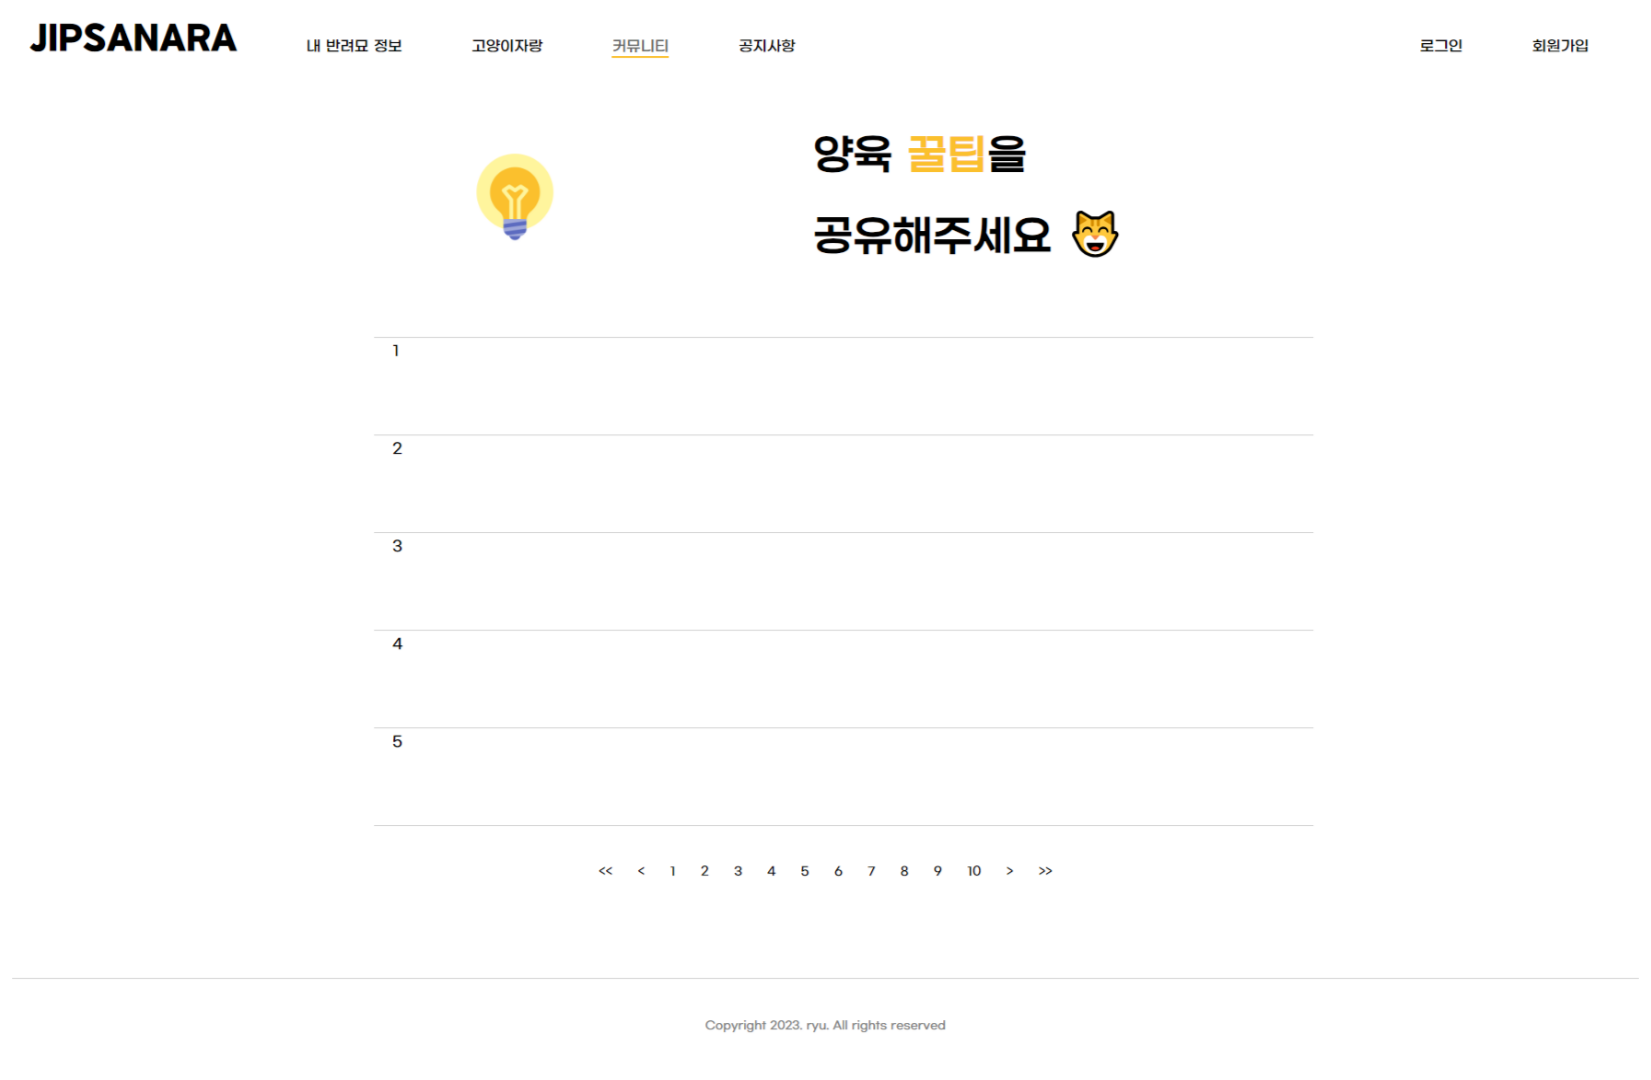 JIPSANARA 내 반려묘 정보 고양이자랑 커뮤니티 공지사항 로그인 회원가입
양육 꿀팁을
공유해주세요
1
2
3
4
5
<< < 1 2 3 4 5 6 7 8 9 10 > >>
Copyright 2023. ryu. All rights reserved